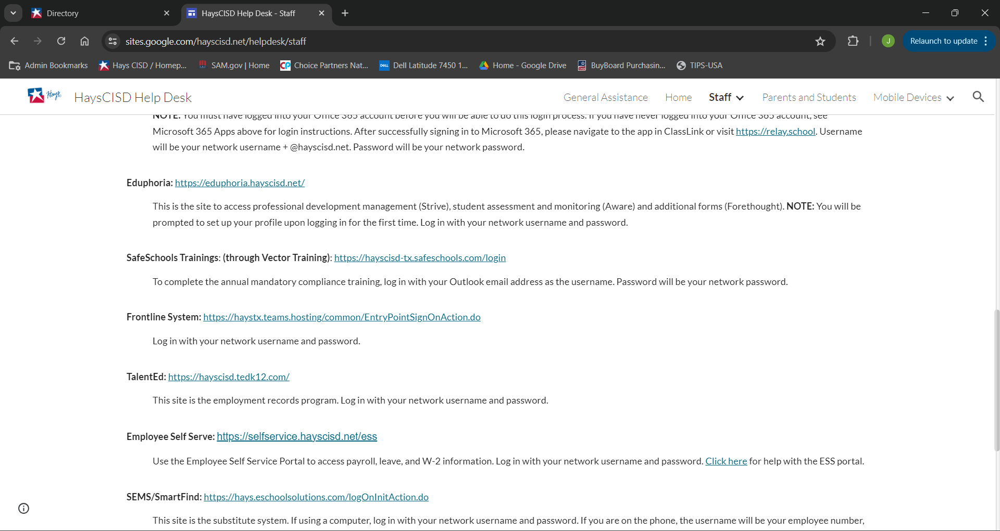 Directory
HaysCISD Help Desk - Staff
sites.google.com/hayscisd.net/helpdesk/staff
J
Relaunch to update
Admin Bookmarks
Hays CISD / Homep...
SAM.gov | Home
CP
Choice Partners Nat...
DELL
Dell Latitude 7450 1...
Home - Google Drive
BuyBoard Purchasin...
TIPS-USA
Hays
HaysCISD Help Desk
General Assistance
Home
Staff
Parents and Students
Mobile Devices
NOTE: You must have logged into your Office 365 account before you will be able to do this login process. If you have never logged into your Office 365 account, see
Microsoft 365 Apps above for login instructions. After successfully signing in to Microsoft 365, please navigate to the app in ClassLink or visit https://relay.school. Username
will be your network username + @hayscisd.net. Password will be your network password.
Eduphoria: https://eduphoria.hayscisd.net/
This is the site to access professional development management (Strive), student assessment and monitoring (Aware) and additional forms (Forethought). NOTE: You will be
prompted to set up your profile upon logging in for the first time. Log in with your network username and password.
SafeSchools Trainings: (through Vector Training): https://hayscisd-tx.safeschools.com/login
To complete the annual mandatory compliance training, log in with your Outlook email address as the username. Password will be your network password.
Frontline System: https://haystx.teams.hosting/common/EntryPointSignOnAction.do
Log in with your network username and password.
TalentEd: https://hayscisd.tedk12.com/
This site is the employment records program. Log in with your network username and password.
Employee Self Serve: https://selfservice.hayscisd.net/ess
Use the Employee Self Service Portal to access payroll, leave, and W-2 information. Log in with your network username and password. Click here for help with the ESS portal.
SEMS/SmartFind: https://hays.eschoolsolutions.com/logOnInitAction.do
This site is the substitute system. If using a computer, log in with your network username and password. If you are on the phone, the username will be your employee number,